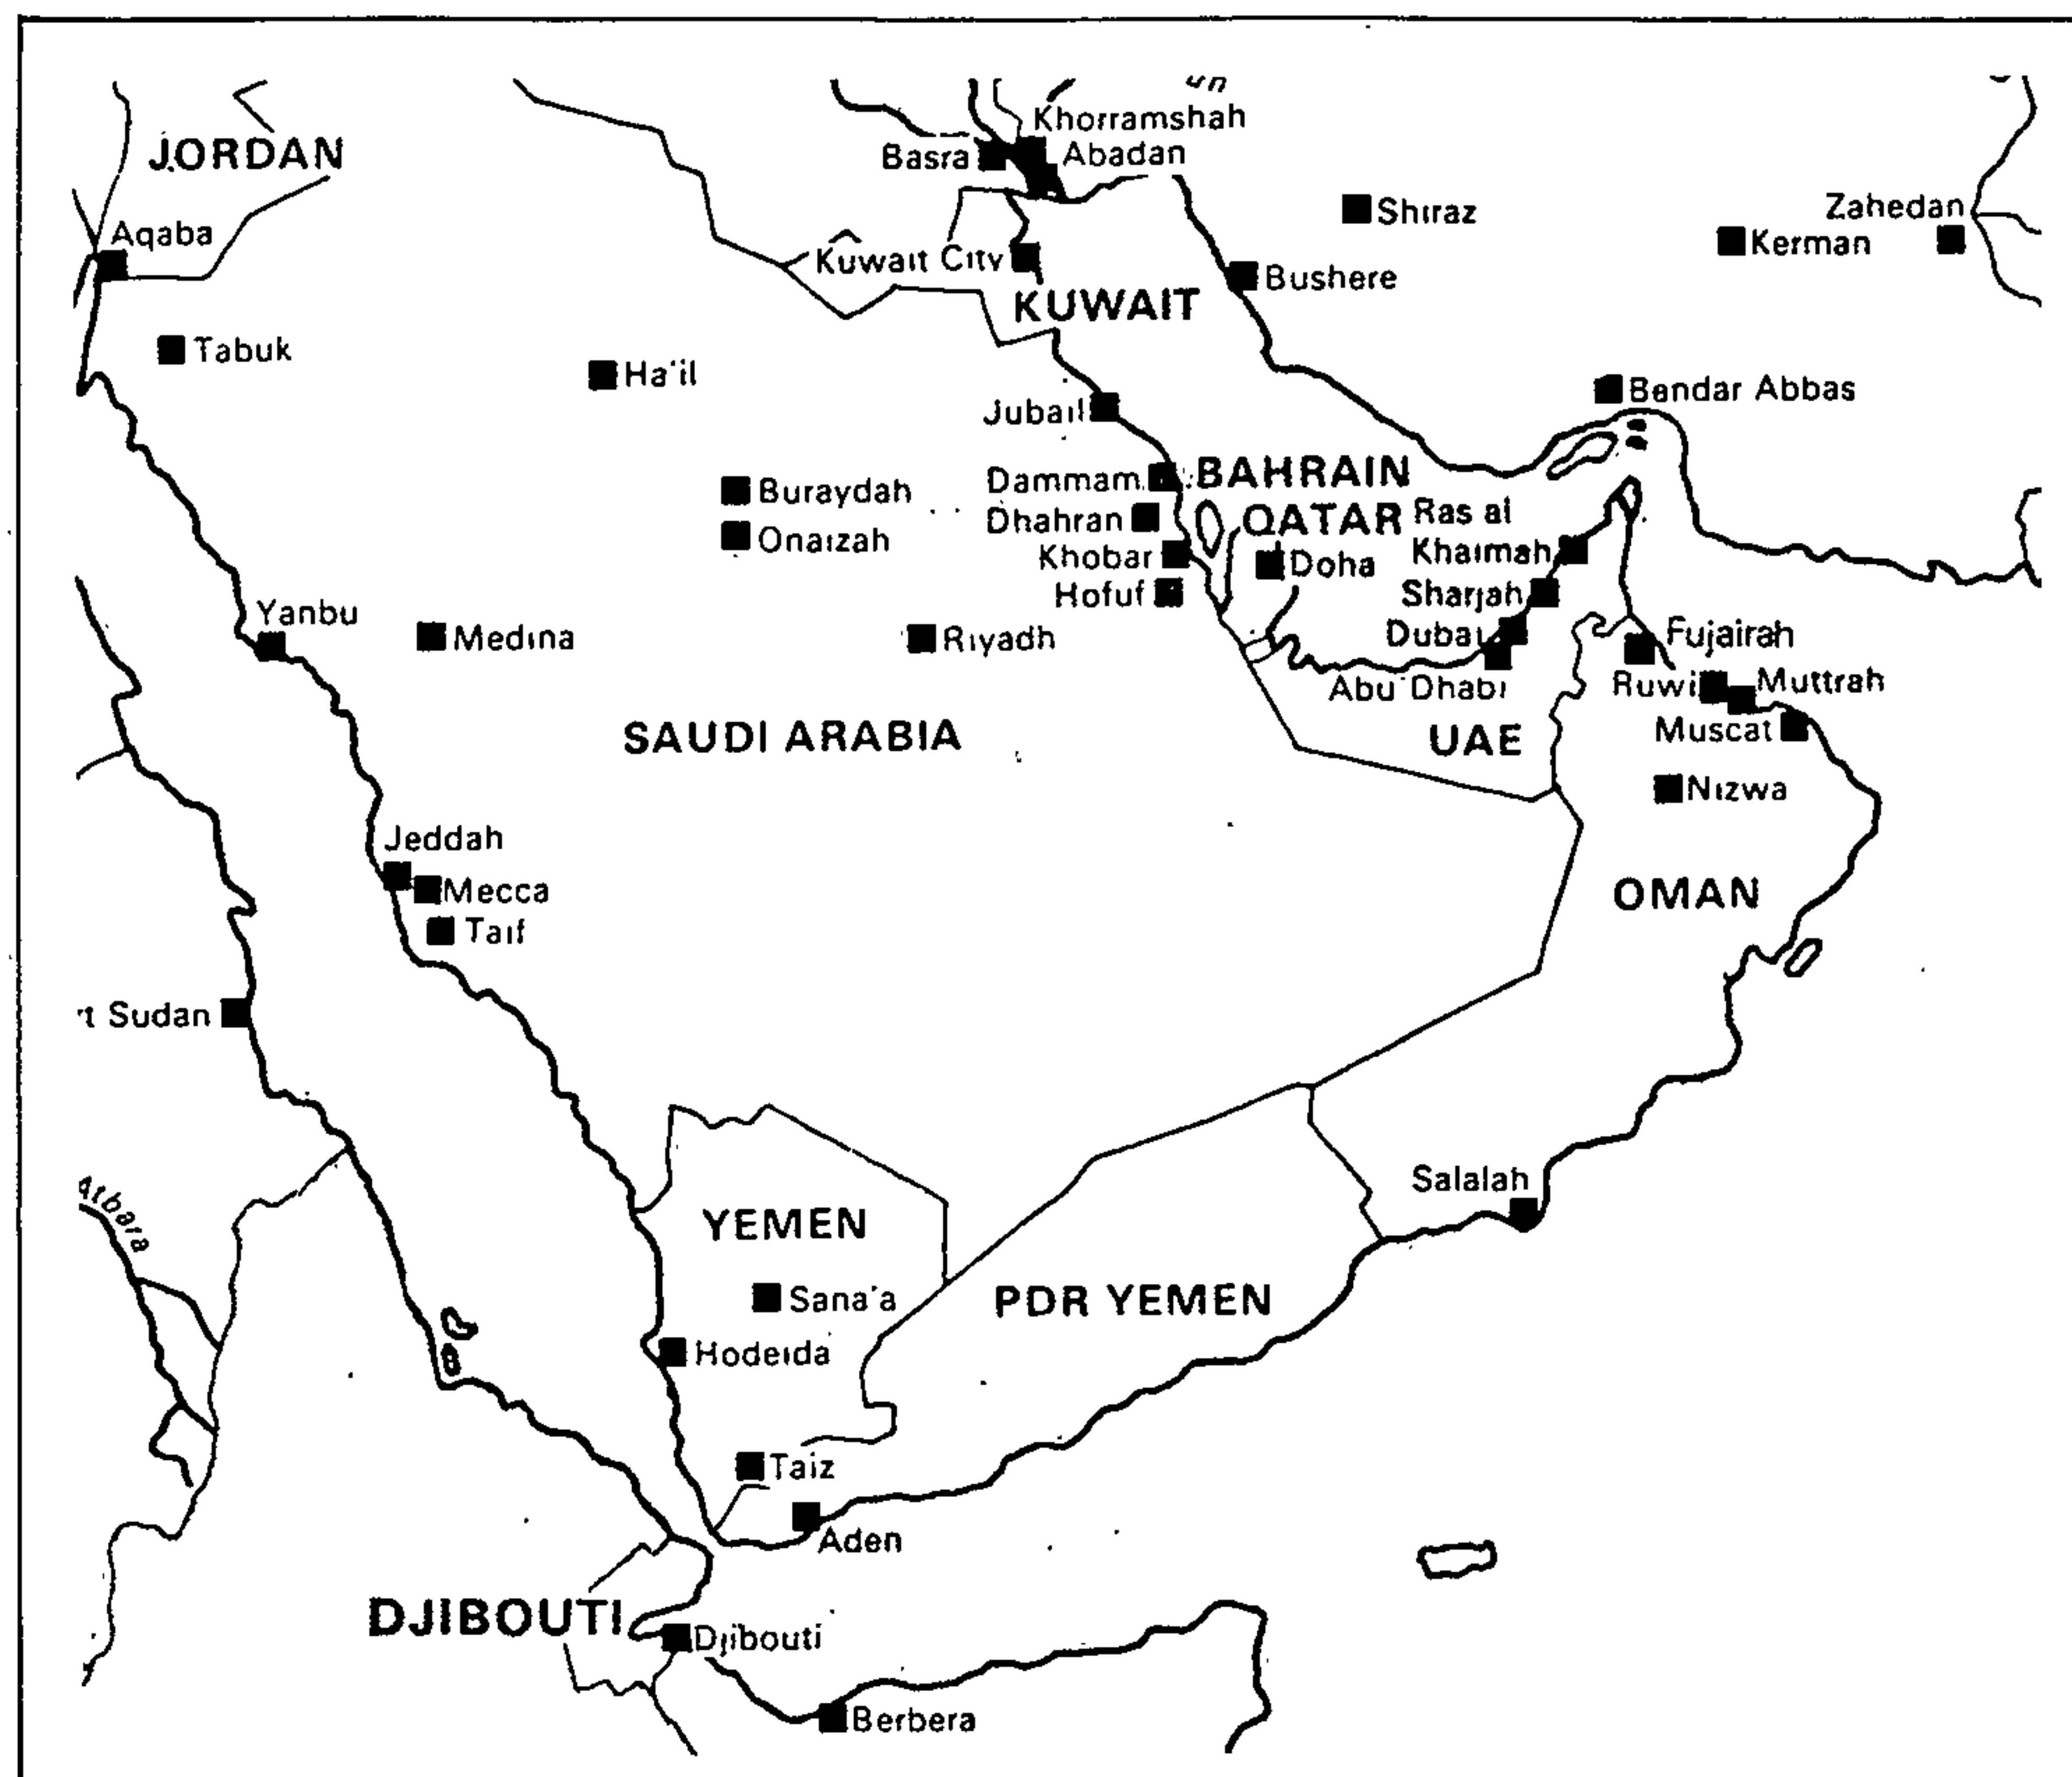 Khorramshah
JORDAN
Basra
Abadan
Shiraz
Zahedan
Aqaba
Kerman
Kuwait City
Bushere
KUWAIT
Tabuk
Ha'il
Bandar Abbas
Jubail
BAHRAIN
Dammam
Buraydah
QATAR
Ras al
Khaimah
Dhahran
Onaizah
Khobar
Doha
Hofuf
Sharjah
Yanbu
Medina
Riyadh
Dubai
Fujairah
Abu Dhabi
Ruwi
Muttrah
SAUDI ARABIA
UAE
Muscat
Nizwa
Jeddah
Mecca
OMAN
Taif
rt Sudan
Salalah
Atbara
YEMEN
Sana'a
PDR YEMEN
Hodeida
Taiz
Aden
DJIBOUTI
Djibouti
Berbera